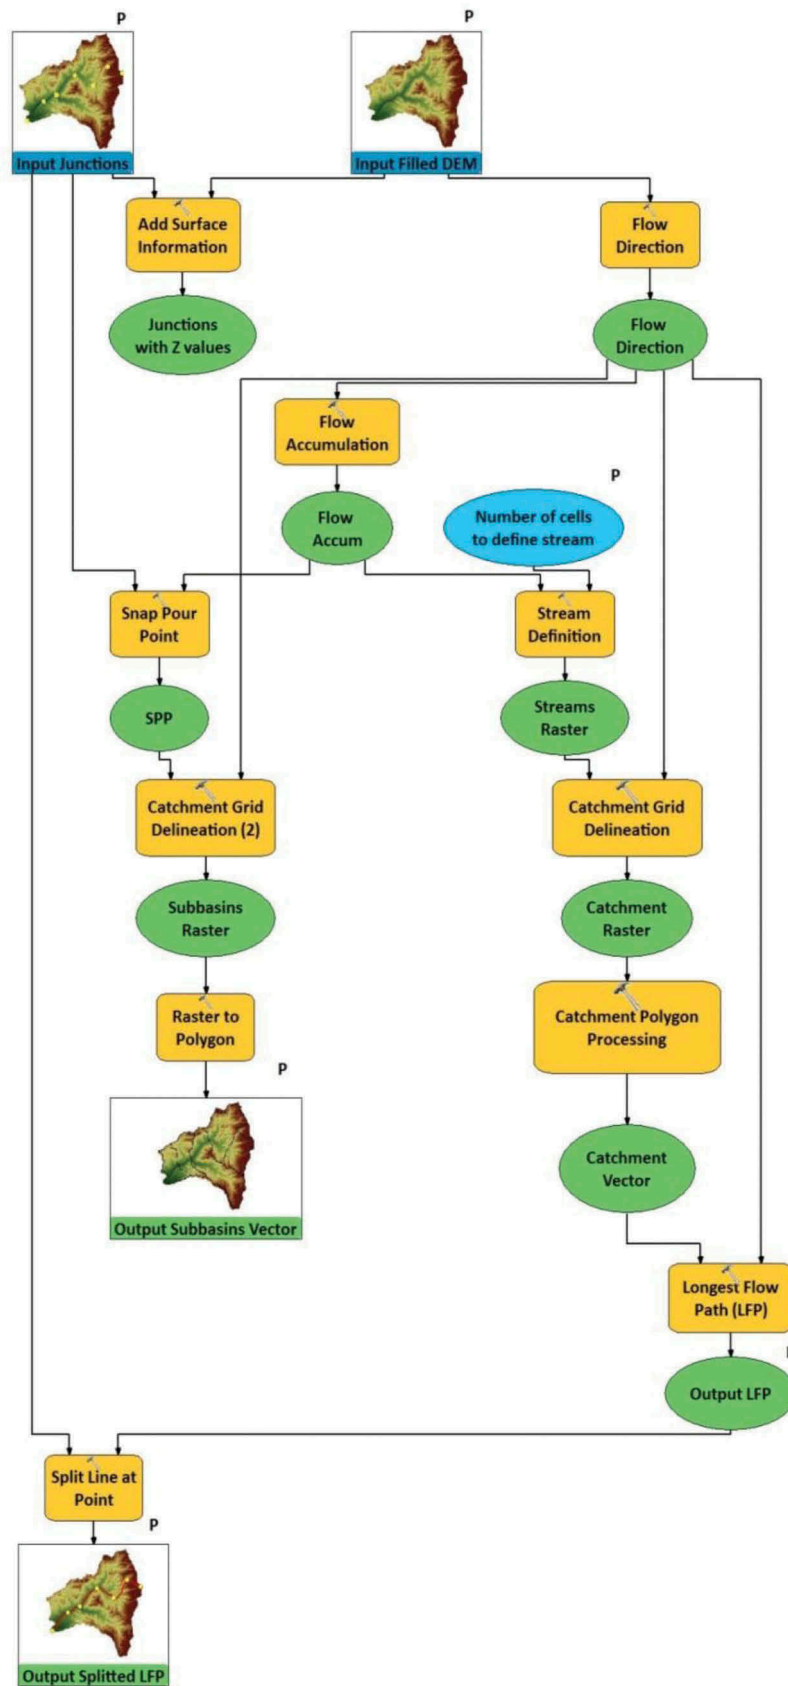 P
P
Input Junctions
Input Filled DEM
Add Surface
Information
Flow
Direction
Junctions
with Z values
Flow
Direction
Flow
Accumulation
P
Flow
Accum
Number of cells
to define stream
Snap Pour
Point
Stream
Definition
SPP
Streams
Raster
Catchment Grid
Delineation (2)
Catchment Grid
Delineation
Subbasins
Raster
Catchment
Raster
Raster to
Polygon
Catchment Polygon
Processing
P
Catchment
Vector
Output Subbasins Vector
Longest Flow
Path (LFP)
Output LFP
Split Line at
Point
P
Output Splitted LFP